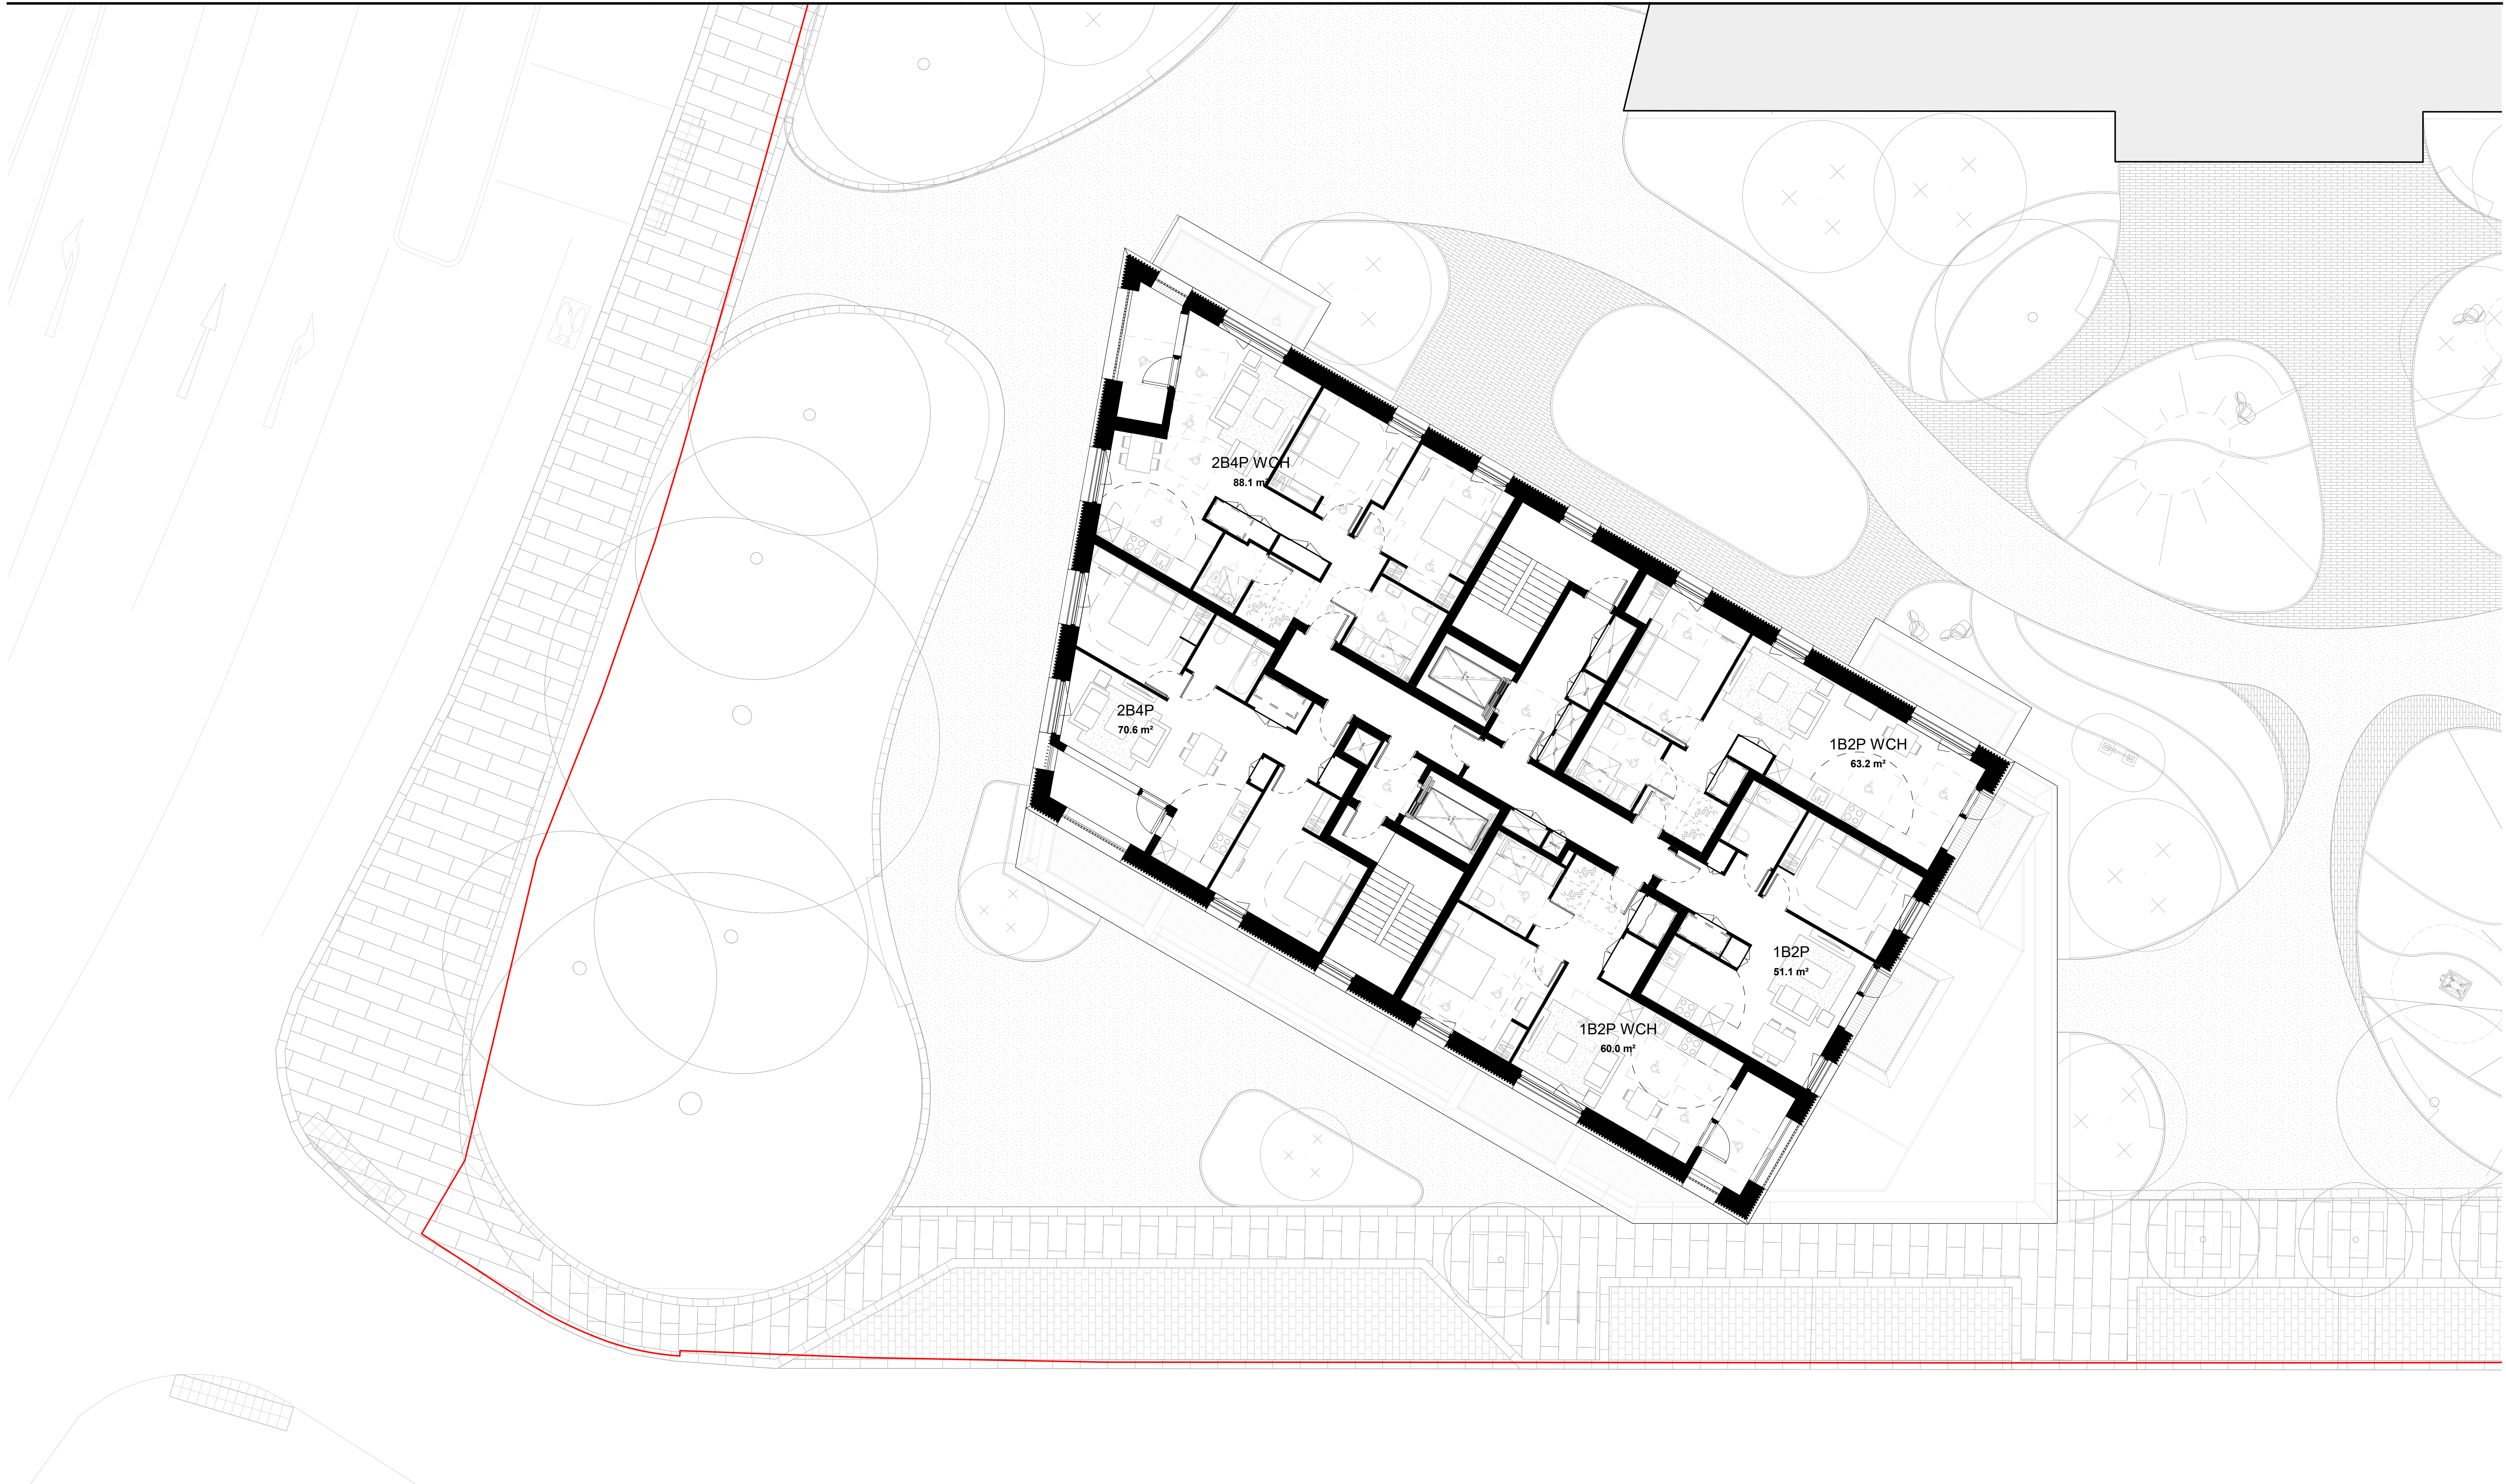 2B4P WCH
88.1 m²
2B4P
70.6 m²
1B2P WCH
63.2 m²
1B2P
51.1 m²
1B2P WCH
60.0 m²